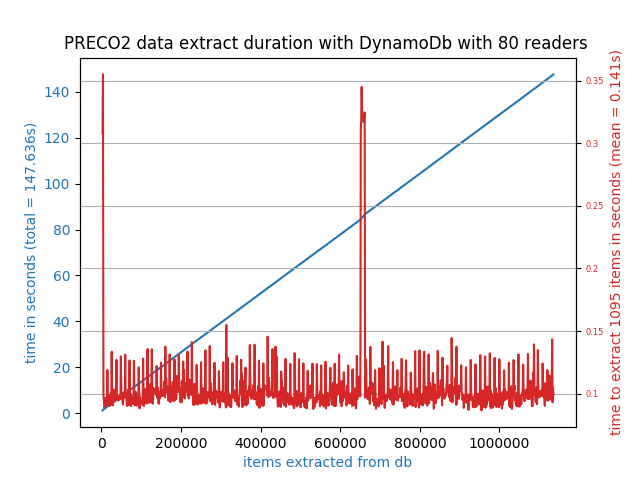 PRECO2 data extract duration with DynamoDb with 80 readers
time in seconds (total = 147.636s)
140
120
100
80
60
40
20
0
0.35
0.3
0.25
0.2
0.15
0.1
time to extract 1095 items in seconds (mean = 0.141s)
0 200000 400000 600000 800000 1000000
items extracted from db